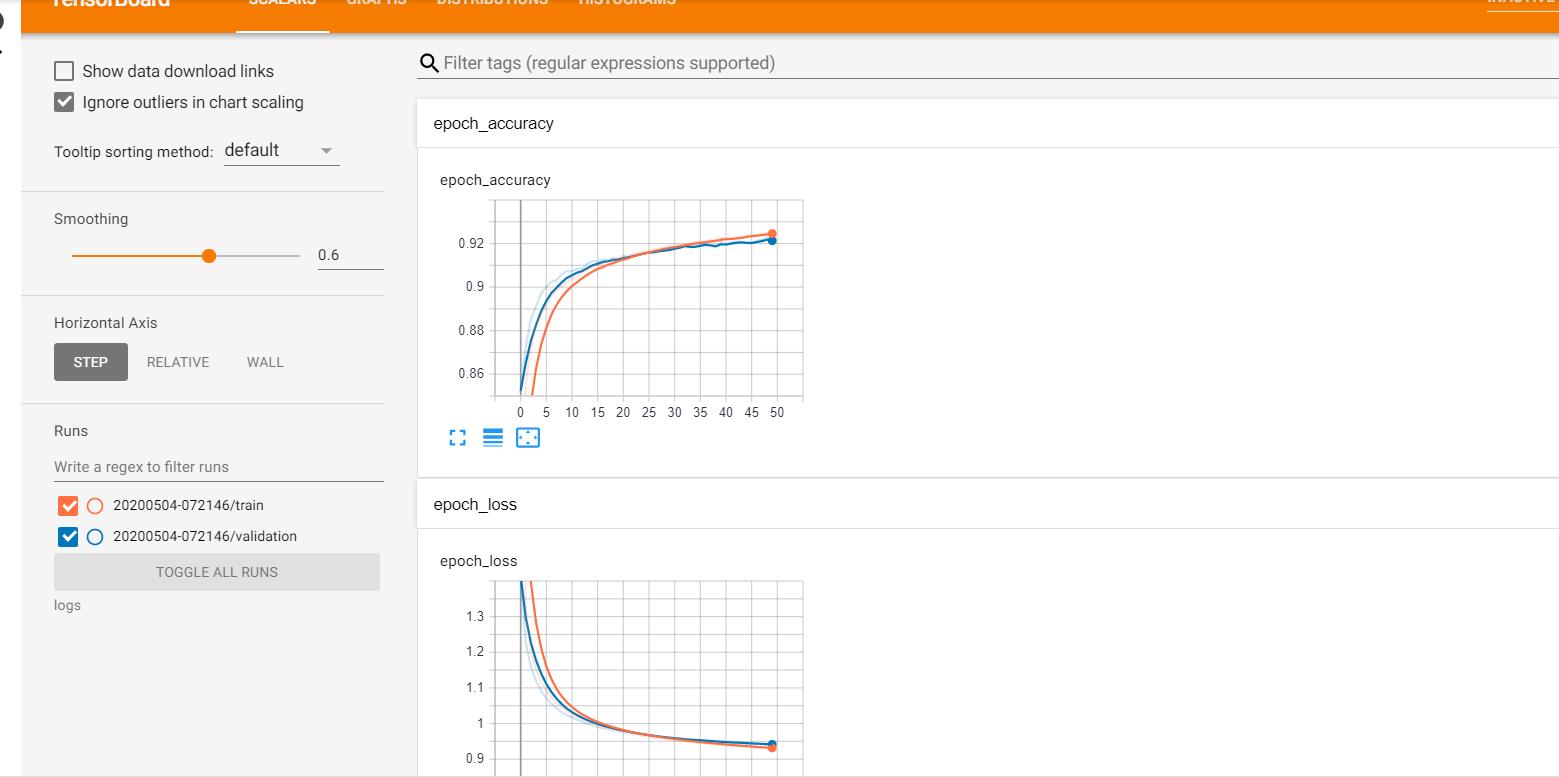 TensorBoard SCALARS GRAPHS DISTRIBUTIONS HISTOGRAMS INACTIVE
Show data download links
Ignore outliers in chart scaling
Tooltip sorting method: default
Smoothing
0.6
Horizontal Axis
STEP RELATIVE WALL
Runs
Write a regex to filter runs
20200504-072146/train
20200504-072146/validation
TOGGLE ALL RUNS
logs
Filter tags (regular expressions supported)
epoch_accuracy
epoch_accuracy
0.92
0.9
0.88
0.86
0 5 10 15 20 25 30 35 40 45 50
epoch_loss
epoch_loss
1.3
1.2
1.1
1
0.9